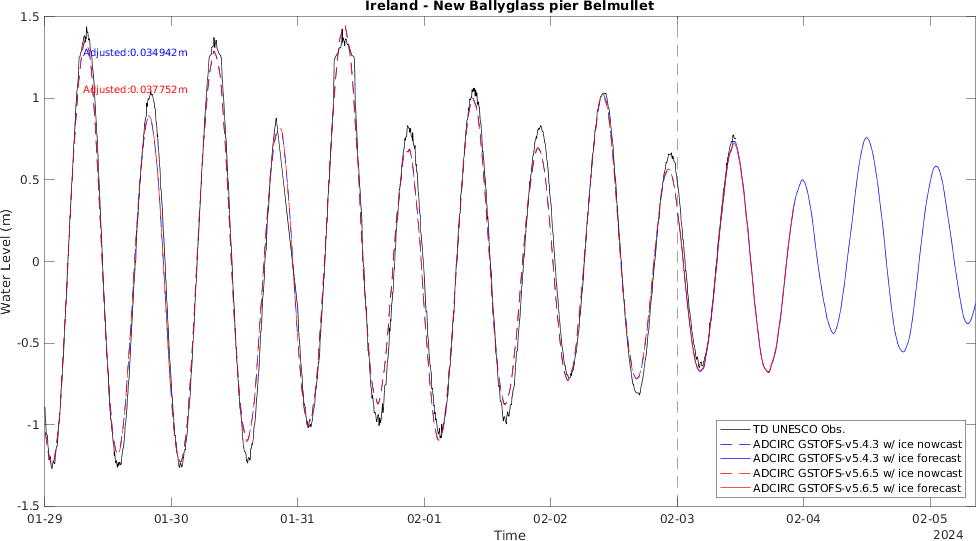 Ireland - New Ballyglass pier Belmullet
1.5
1
0.5
0
-0.5
-1
-1.5
Water Level (m)
Adjusted:0.034942m
Adjusted:0.037752m
TD UNESCO Obs.
ADCIRC GSTOFS-v5.4.3 w/ ice nowcast
ADCIRC GSTOFS-v5.4.3 w/ ice forecast
ADCIRC GSTOFS-v5.6.5 w/ ice nowcast
ADCIRC GSTOFS-v5.6.5 w/ ice forecast
01-29 01-30 01-31 02-01 02-02 02-03 02-04 02-05
Time
2024